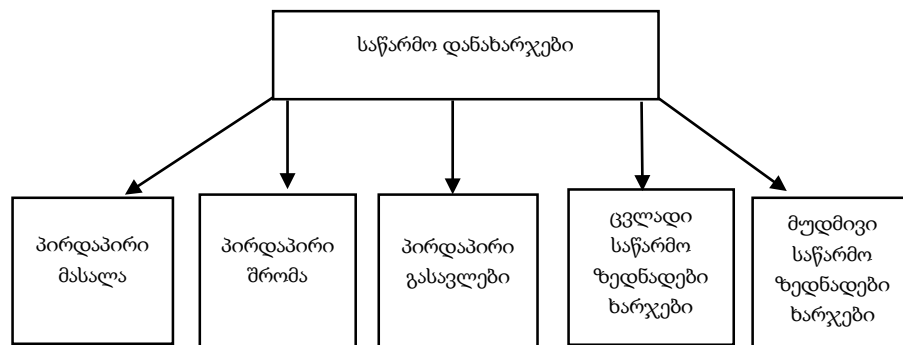 საწარმო დანახარჯები
პირდაპირი
მასალა
პირდაპირი
შრომა
პირდაპირი
გასავლები
ცვლადი
საწარმო
ზედნადები
ხარჯები
მუდმივი
საწარმო
ზედნადები
ხარჯები